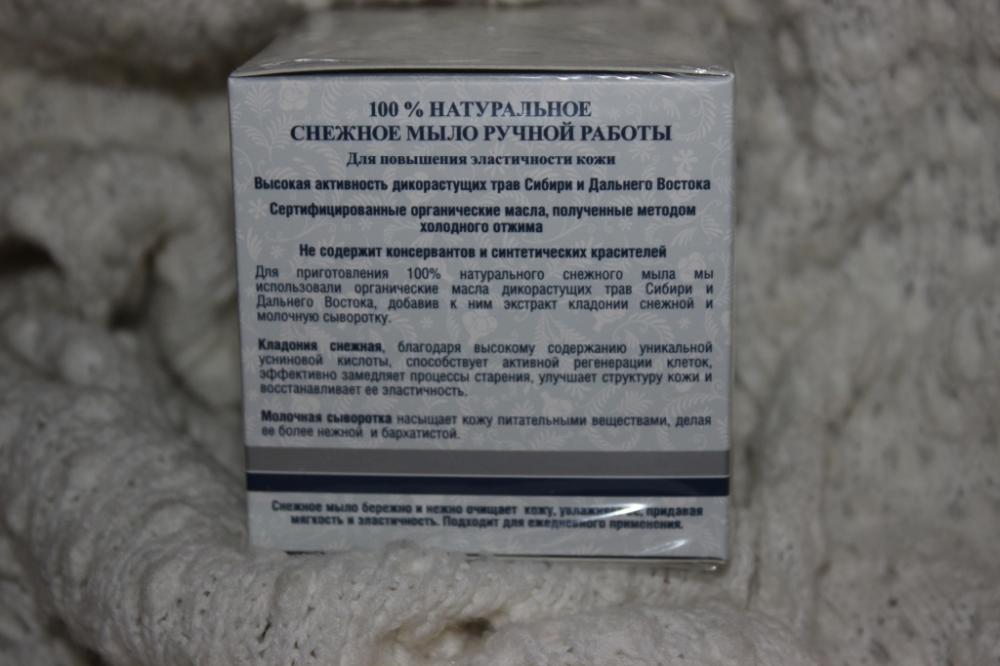 100 % НАТУРАЛЬНОЕ
СНЕЖНОЕ МЫЛО РУЧНОЙ РАБОТЫ
Для повышения эластичности кожи
Высокая активность дикорастущих трав Сибири и Дальнего Востока
Сертифицированные органические масла, полученные методом
холодного отжима
Не содержит консервантов и синтетических красителей
Для приготовления 100% натурального снежного мыла мы
использовали органические масла дикорастущих трав Сибири и
Дальнего Востока, добавив к ним экстракт кладонии снежной и
молочную сыворотку.
Кладония снежная, благодаря высокому содержанию уникальной
усниновой кислоты, способствует активной регенерации клеток,
эффективно замедляет процессы старения, улучшает структуру кожи и
восстанавливает ее эластичность.
Молочная сыворотка насыщает кожу питательными веществами, делая
ее более нежной и бархатистой.
Снежное мыло бережно и нежно очищает кожу, придавая
мягкость и эластичность. Подходит для ежедневного применения.